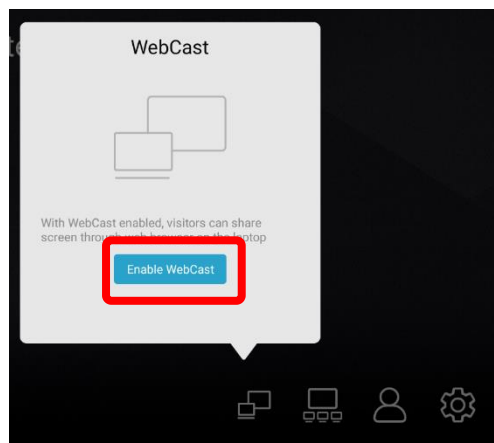 WebCast
With WebCast enabled, visitors can share
screen through web browser on the laptop
Enable WebCast